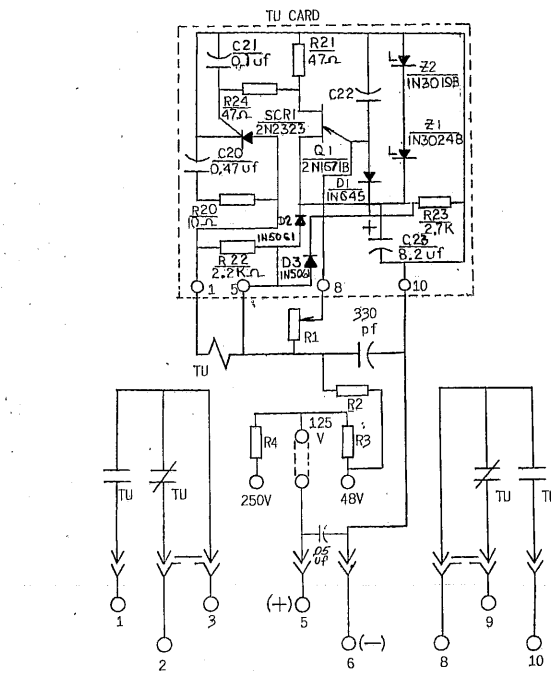 TU CARD
C21
0.1uf
R21
47Ω
R24
47Ω
SCR1
2N2323
C22
Z2
1N3019B
Z1
1N3024B
Q1
2N1671B
C20
0.47uf
D1
1N645
R20
10Ω
D2
1N5061
R23
2.7K
+
C23
8.2uf
R22
2.2KΩ
D3
1N5061
1
5
8
10
R1
330
pf
TU
R2
125
V
R4
R3
250V
48V
TU
TU
TU
TU
.05
uf
1
2
3
(+)
5
6
(-)
8
9
10